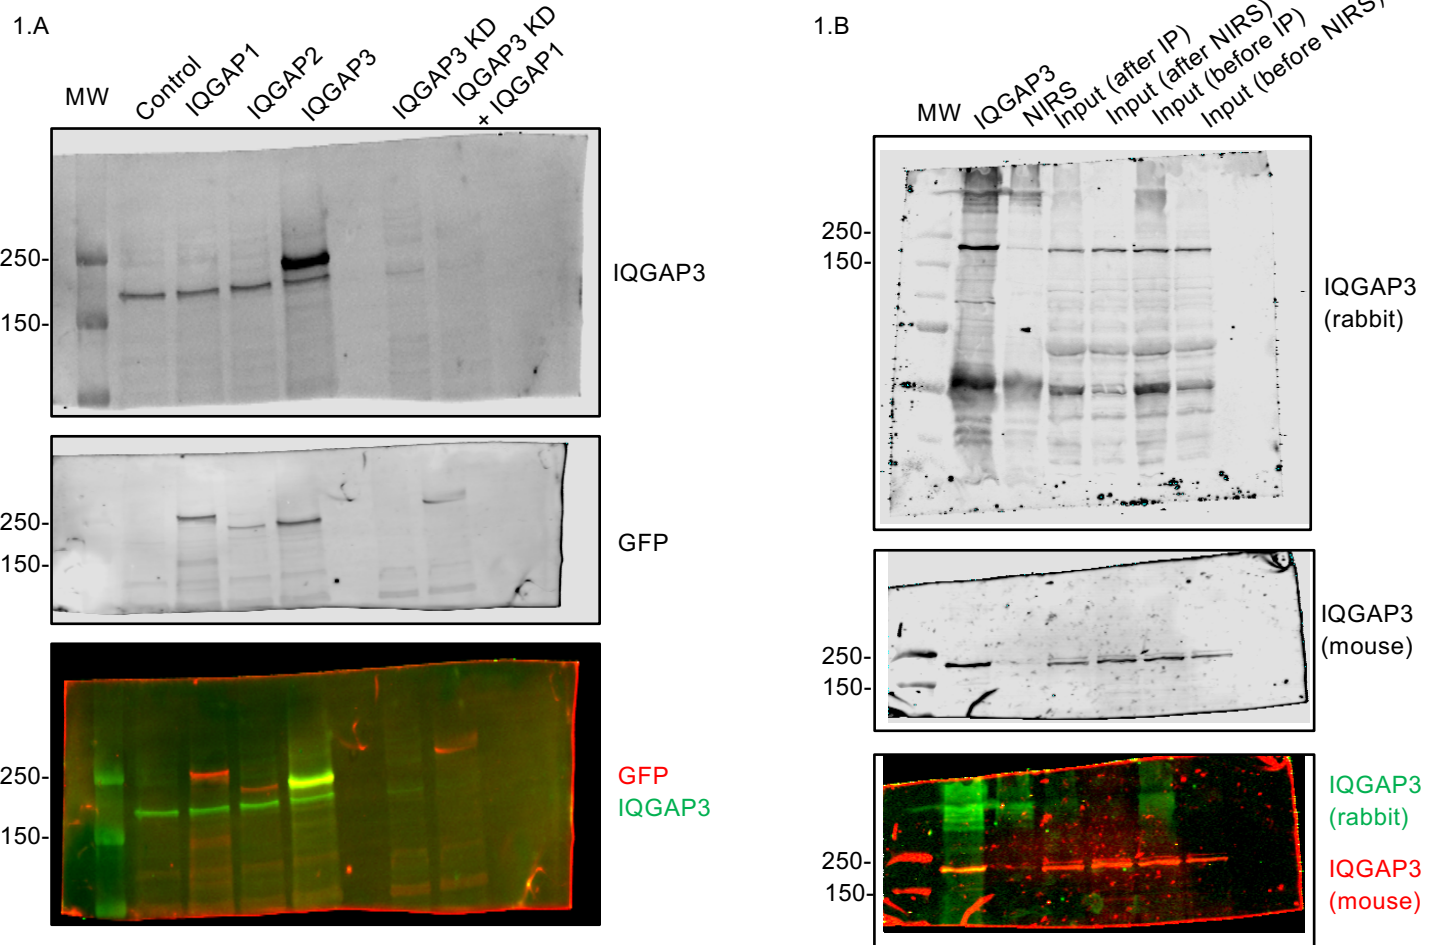 1.A
MW
Control
IQGAP1
IQGAP2
IQGAP3
IQGAP3 KD
IQGAP3 KD
+ IQGAP1
250-
150-
IQGAP3
250-
150-
GFP
250-
150-
GFP
IQGAP3
1.B
MW
IQGAP3
NIRS
Input (after IP)
Input (after NIRS)
Input (before IP)
Input (before NIRS)
250-
150-
IQGAP3
(rabbit)
250-
150-
IQGAP3
(mouse)
250-
150-
IQGAP3
(rabbit)
IQGAP3
(mouse)